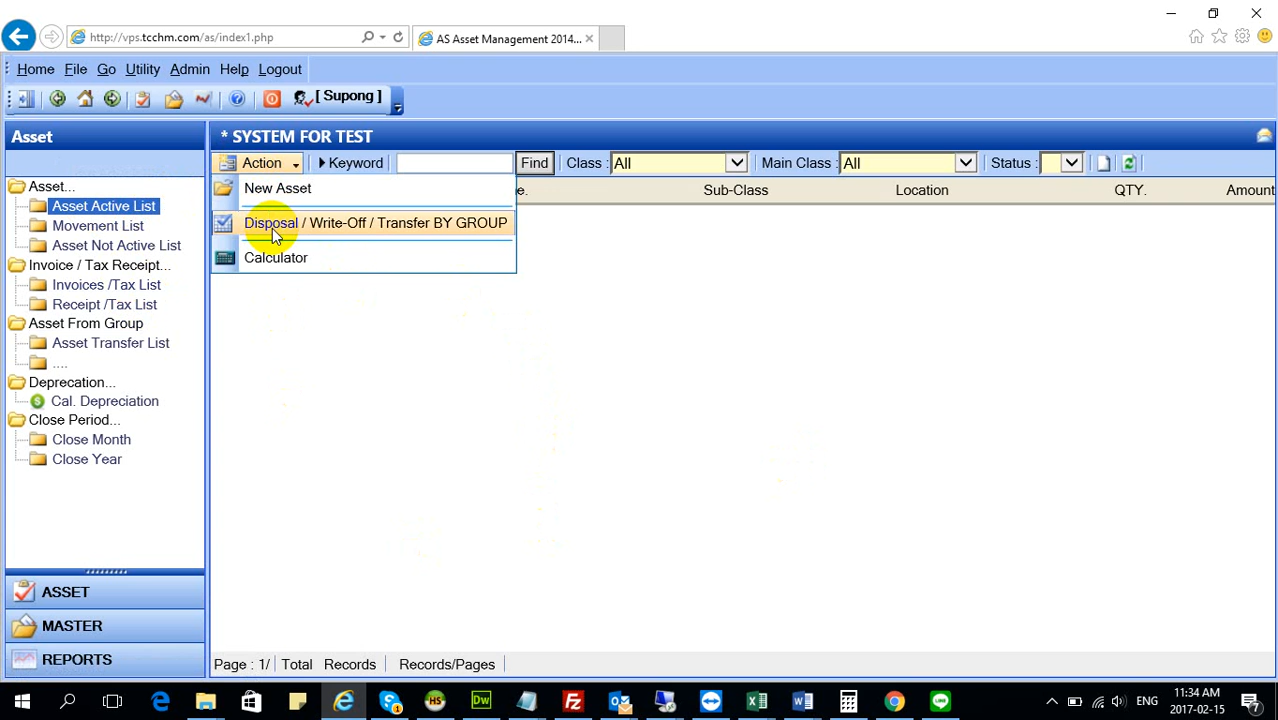 http://vps.tcchm.com/as/index1.php
AS Asset Management 2014...
Home File Go Utility Admin Help Logout
[ Supong ]
Asset
* SYSTEM FOR TEST
Action Keyword Find Class : All Main Class : All Status :
e. Sub-Class Location QTY. Amount
New Asset
Disposal / Write-Off / Transfer BY GROUP
Calculator
Asset...
Asset Active List
Movement List
Asset Not Active List
Invoice / Tax Receipt...
Invoices /Tax List
Receipt /Tax List
Asset From Group
Asset Transfer List
....
Deprecation...
Cal. Depreciation
Close Period...
Close Month
Close Year
ASSET
MASTER
REPORTS
Page : 1/ Total Records Records/Pages
ENG
11:34 AM
2017-02-15